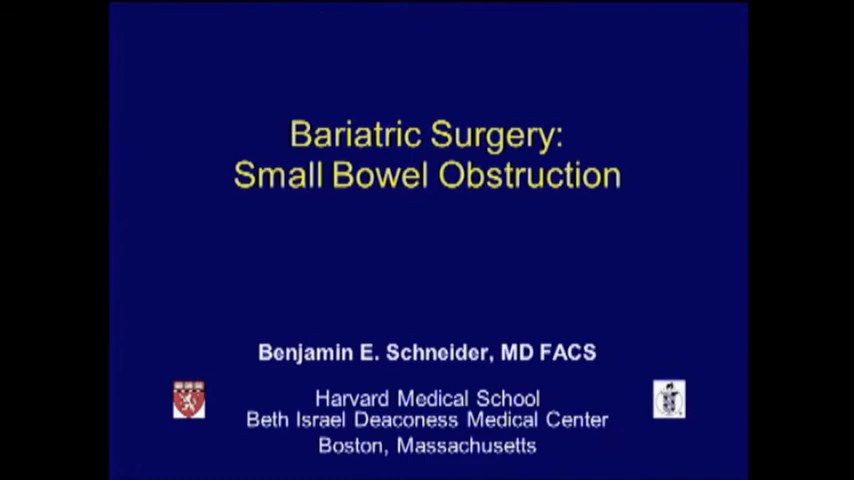 Bariatric Surgery:
Small Bowel Obstruction
Benjamin E. Schneider, MD FACS
Harvard Medical School
Beth Israel Deaconess Medical Center
Boston, Massachusetts